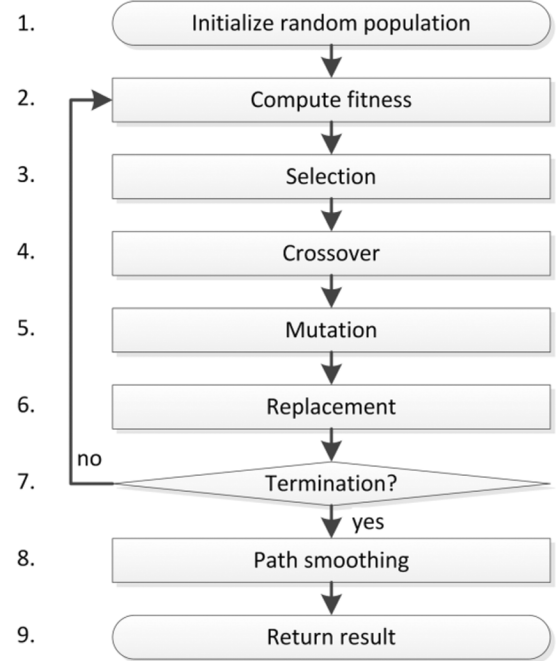 1. Initialize random population
2. Compute fitness
3. Selection
4. Crossover
5. Mutation
6. Replacement
no
7. Termination?
yes
8. Path smoothing
9. Return result